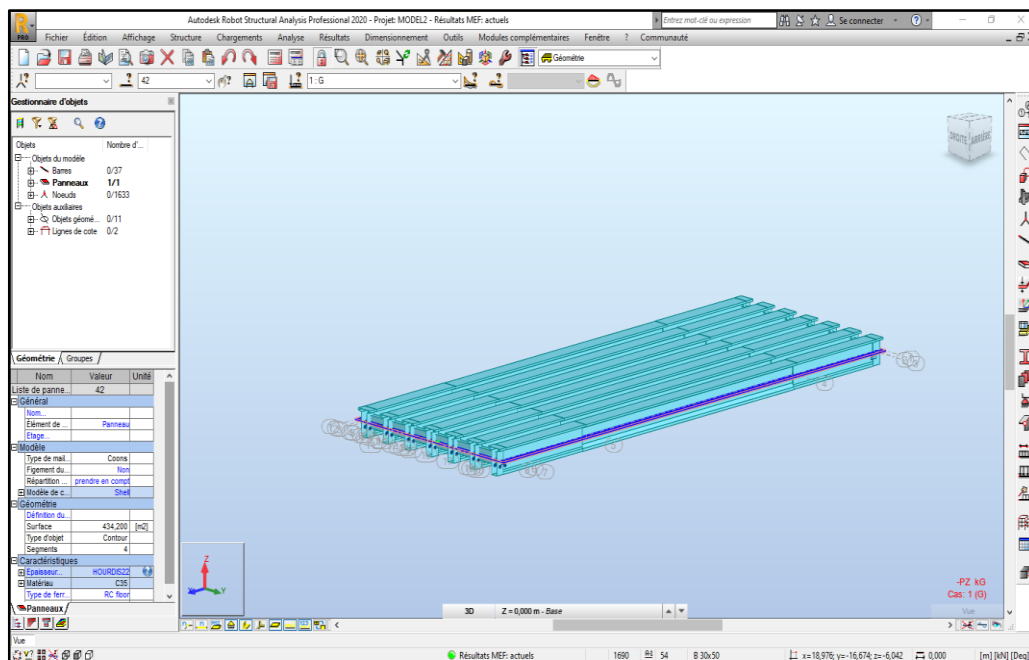 Autodesk Robot Structural Analysis Professional 2020 - Projet: MODEL2 - Résultats MEF: actuels
Entrez mot-clé ou expression
Se connecter
PRO
Fichier Édition Affichage Structure Chargements Analyse Résultats Dimensionnement Outils Modules complémentaires Fenêtre ? Communauté
Géométrie
42
1 : G
Gestionnaire d'objets
Objets Nombre d'...
Objets du modèle
Barres 0/37
Panneaux 1/1
Noeuds 0/1633
Objets auxiliaires
Objets géomé... 0/11
Lignes de cote 0/2
Géométrie Groupes
Nom Valeur Unité
Liste de panne... 42
Général
Nom...
Élément de ... Panneau
Etage...
Modèle
Type de mail... Coons
Figement du... Non
Répartition ... prendre en compt
Modèle de c... Shell
Géométrie
Définition du...
Surface 434,200 [m2]
Type d'objet Contour
Segments 4
Caractéristiques
Epaisseur... HOURDIS22
Matériau C35
Type de ferr... RC floor
Panneaux
DROITE ARRIÈRE
Z
X Y
-PZ kG
Cas: 1 (G)
3D Z = 0,000 m - Base
Vue
Vue
Résultats MEF: actuels 1690 54 B 30x50 x=18,976; y=-16,674; z=-6,042 0,000 [m] [kN] [Deg]